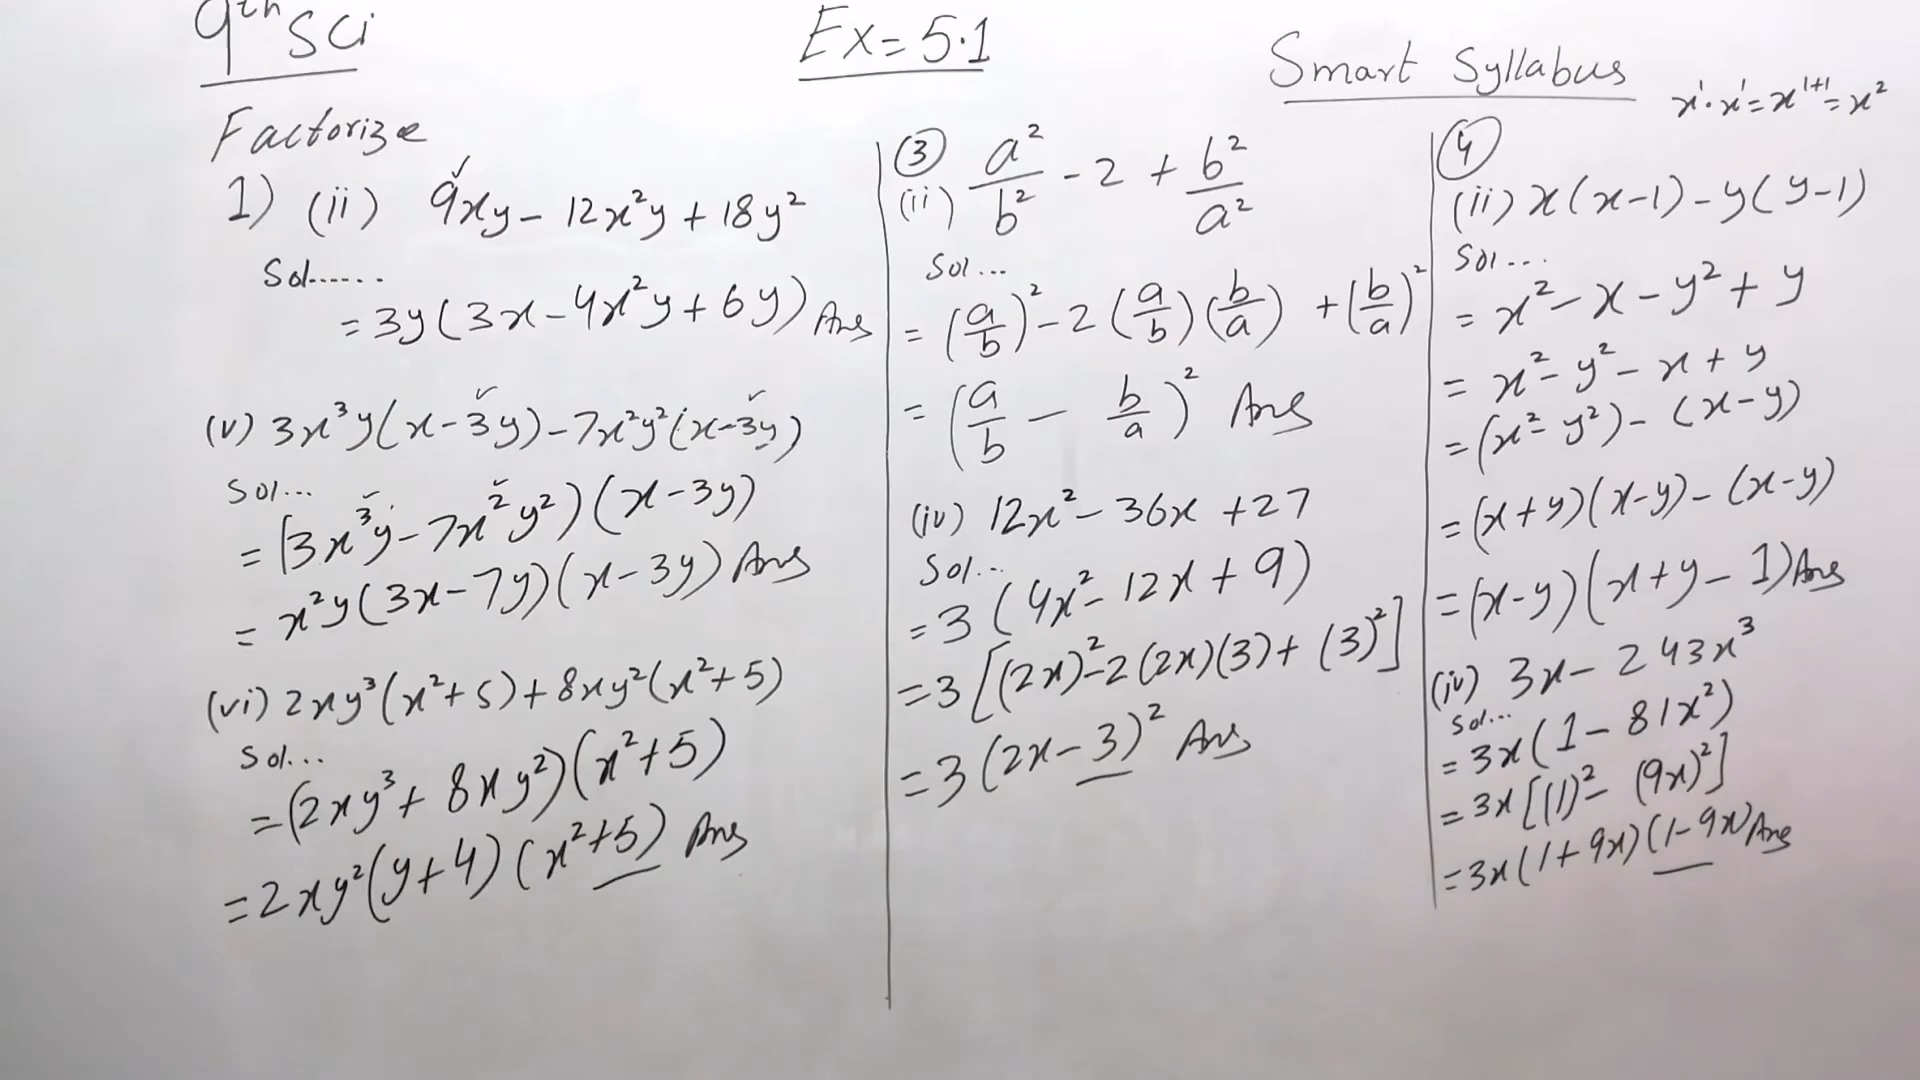 9th Sci
Ex = 5.1
Smart Syllabus
x¹·x¹=x¹⁺¹=x²
Factorize
1) (ii) 9xy - 12x²y + 18y²
Sol......
= 3y(3x - 4x²y + 6y) Ans
(v) 3x³y(x-3y) - 7x²y²(x-3y)
Sol...
= (3x³y - 7x²y²)(x-3y)
= x²y(3x-7y)(x-3y) Ans
(vi) 2xy³(x²+5) + 8xy²(x²+5)
Sol...
= (2xy³ + 8xy²)(x²+5)
= 2xy²(y+4)(x²+5) Ans
③
(ii) a²/b² - 2 + b²/a²
Sol...
= (a/b)² - 2(a/b)(b/a) + (b/a)²
= (a/b - b/a)² Ans
(iv) 12x² - 36x + 27
Sol...
= 3(4x² - 12x + 9)
= 3[(2x)² - 2(2x)(3) + (3)²]
= 3(2x-3)² Ans
④
(ii) x(x-1) - y(y-1)
Sol...
= x² - x - y² + y
= x² - y² - x + y
= (x² - y²) - (x-y)
= (x+y)(x-y) - (x-y)
= (x-y)(x+y-1) Ans
(iv) 3x - 243x³
Sol...
= 3x(1 - 81x²)
= 3x[(1)² - (9x)²]
= 3x(1+9x)(1-9x) Ans